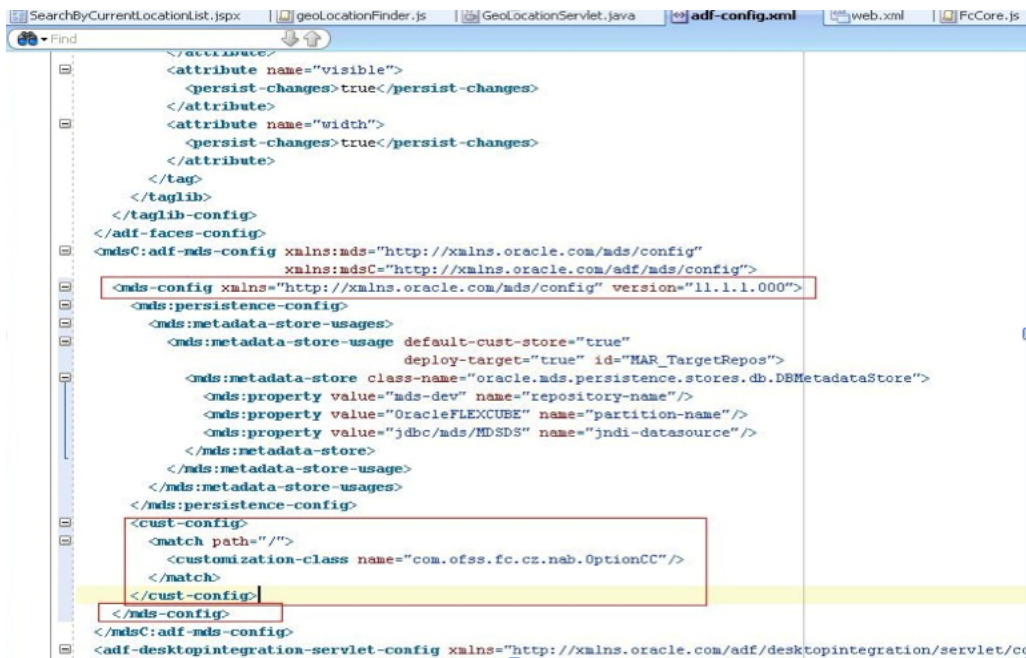 SearchByCurrentLocationList.jspx geoLocationFinder.js GeoLocationServlet.java adf-config.xml web.xml FcCore.js
Find
</attribute>
<attribute name="visible">
<persist-changes>true</persist-changes>
</attribute>
<attribute name="width">
<persist-changes>true</persist-changes>
</attribute>
</tag>
</taglib>
</taglib-config>
</adf-faces-config>
<mdsC:adf-mds-config xmlns:mds="http://xmlns.oracle.com/mds/config"
xmlns:mdsC="http://xmlns.oracle.com/adf/mds/config">
<mds-config xmlns="http://xmlns.oracle.com/mds/config" version="11.1.1.000">
<mds:persistence-config>
<mds:metadata-store-usages>
<mds:metadata-store-usage default-cust-store="true"
deploy-target="true" id="MAR_TargetRepos">
<mds:metadata-store class-name="oracle.mds.persistence.stores.db.DBMetadataStore">
<mds:property value="mds-dev" name="repository-name"/>
<mds:property value="OracleFLEXCUBE" name="partition-name"/>
<mds:property value="jdbc/mds/MDSDS" name="jndi-datasource"/>
</mds:metadata-store>
</mds:metadata-store-usage>
</mds:metadata-store-usages>
</mds:persistence-config>
<cust-config>
<match path="/">
<customization-class name="com.ofss.fc.cz.nab.OptionCC"/>
</match>
</cust-config>
</mds-config>
</mdsC:adf-mds-config>
<adf-desktopintegration-servlet-config xmlns="http://xmlns.oracle.com/adf/desktopintegration/servlet/co